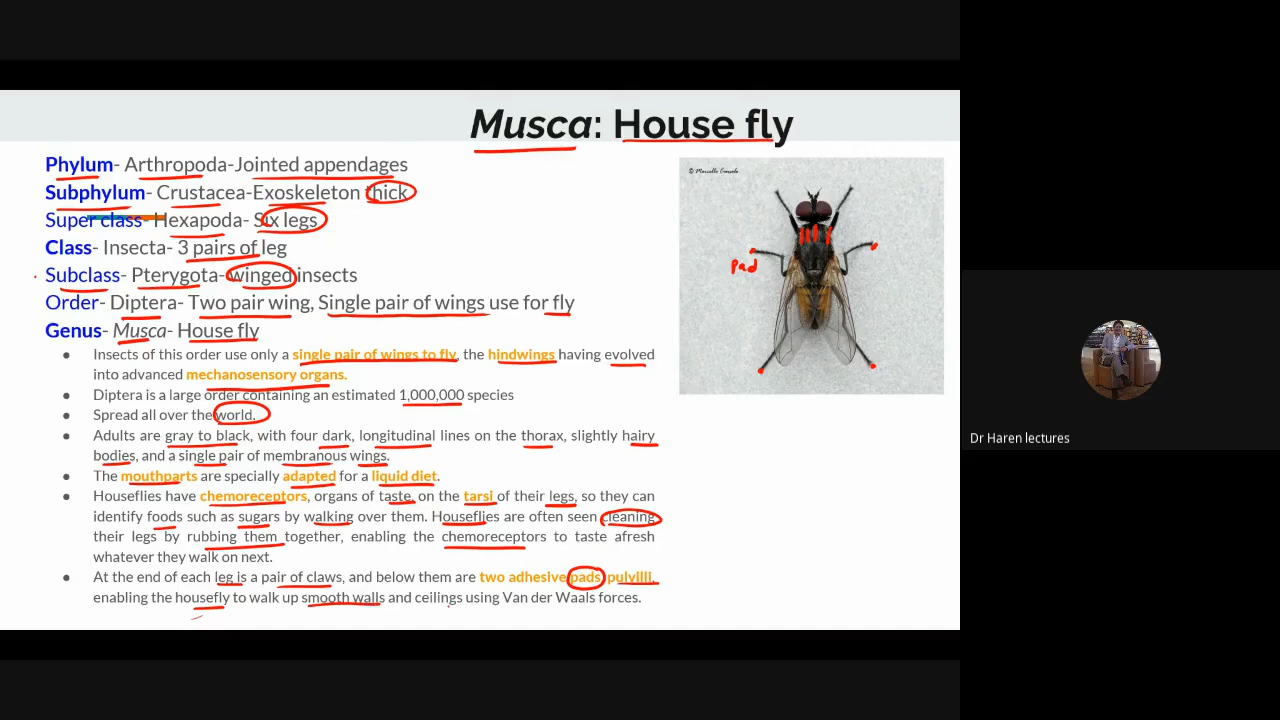 Musca: House fly
Phylum- Arthropoda-Jointed appendages
Subphylum- Crustacea-Exoskeleton thick
Super class- Hexapoda- Six legs
Class- Insecta- 3 pairs of leg
Subclass- Pterygota- winged insects
Order- Diptera- Two pair wing, Single pair of wings use for fly
Genus- Musca- House fly
● Insects of this order use only a single pair of wings to fly, the hindwings having evolved
into advanced mechanosensory organs.
● Diptera is a large order containing an estimated 1,000,000 species
● Spread all over the world.
● Adults are gray to black, with four dark, longitudinal lines on the thorax, slightly hairy
bodies, and a single pair of membranous wings.
● The mouthparts are specially adapted for a liquid diet.
● Houseflies have chemoreceptors, organs of taste, on the tarsi of their legs, so they can
identify foods such as sugars by walking over them. Houseflies are often seen cleaning
their legs by rubbing them together, enabling the chemoreceptors to taste afresh
whatever they walk on next.
● At the end of each leg is a pair of claws, and below them are two adhesive pads pulvilli,
enabling the housefly to walk up smooth walls and ceilings using Van der Waals forces.
Pad
Dr Haren lectures